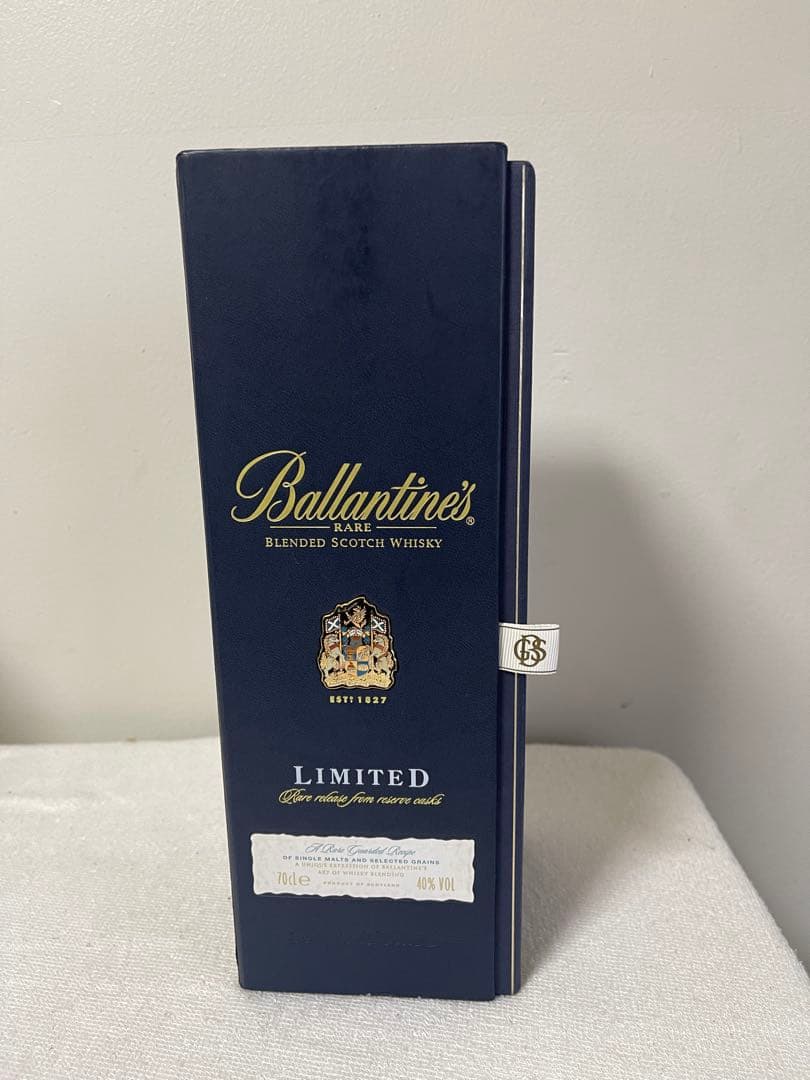 Ballantine's®
RARE
BLENDED SCOTCH WHISKY
ESTD 1827
GBS
LIMITED
Rare release from reserve casks
A Rare Guarded Recipe
OF SINGLE MALTS AND SELECTED GRAINS
A UNIQUE EXPRESSION OF BALLANTINE'S
ART OF WHISKY BLENDING
70cl e PRODUCT OF SCOTLAND 40% VOL